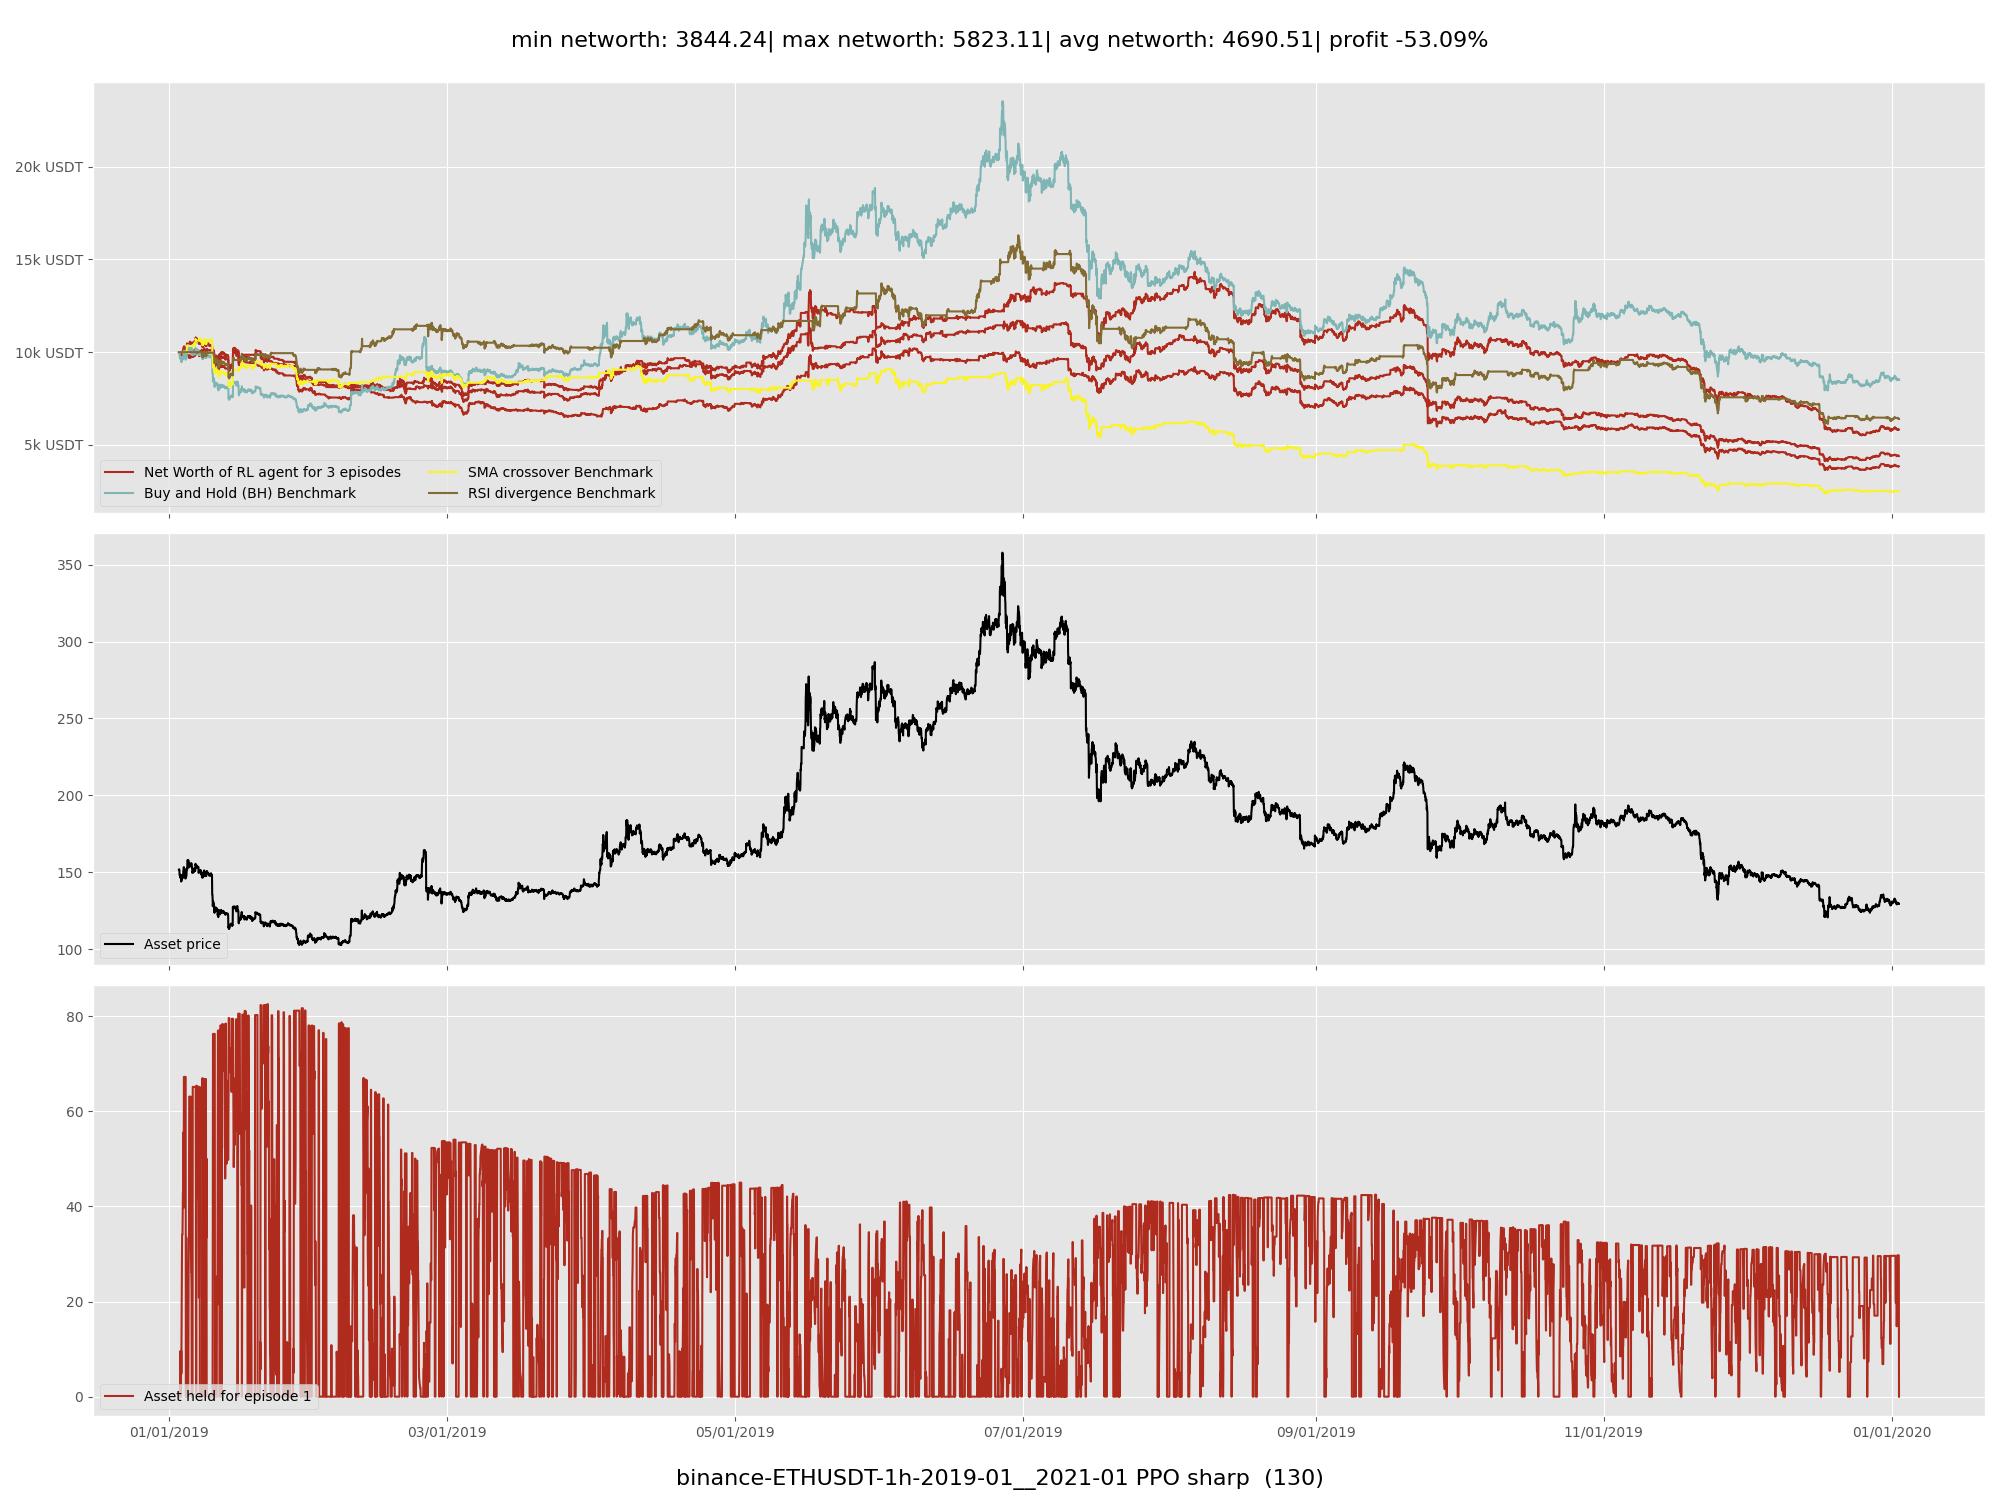 min networth: 3844.24| max networth: 5823.11| avg networth: 4690.51| profit -53.09%
20k USDT
15k USDT
10k USDT
5k USDT
Net Worth of RL agent for 3 episodes
Buy and Hold (BH) Benchmark
SMA crossover Benchmark
RSI divergence Benchmark
350
300
250
200
150
100
Asset price
80
60
40
20
0
Asset held for episode 1
01/01/2019 03/01/2019 05/01/2019 07/01/2019 09/01/2019 11/01/2019 01/01/2020
binance-ETHUSDT-1h-2019-01__2021-01 PPO sharp (130)